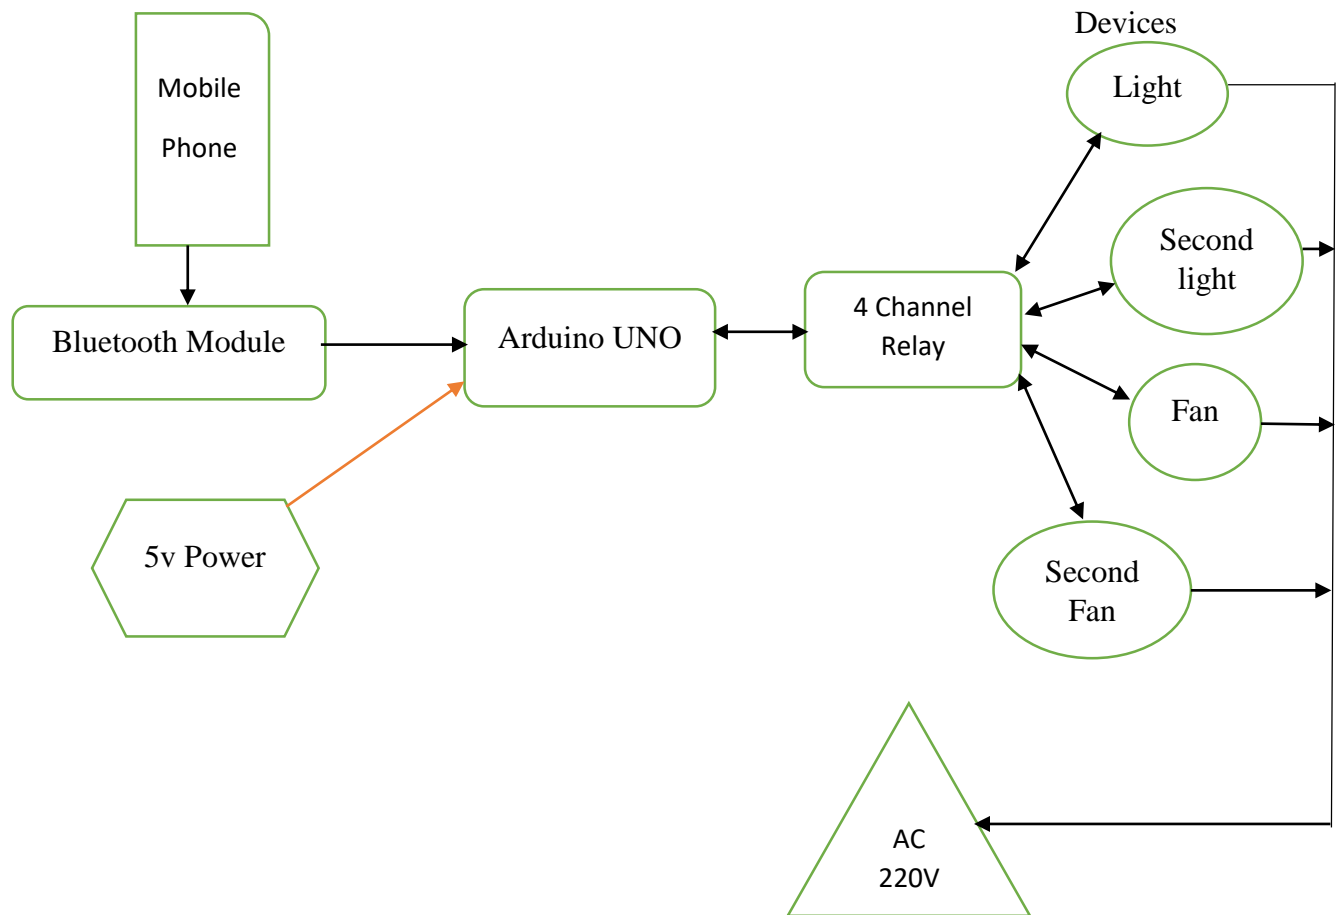 Devices
Mobile
Phone
Light
Second
light
Bluetooth Module
Arduino UNO
4 Channel
Relay
Fan
5v Power
Second
Fan
AC
220V